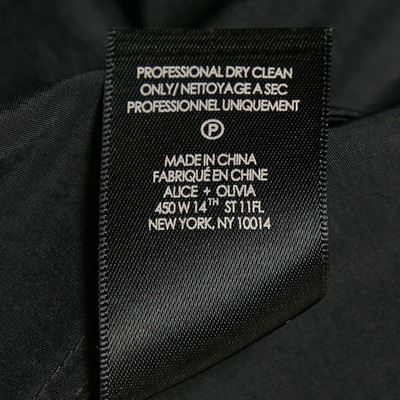 PROFESSIONAL DRY CLEAN
ONLY/ NETTOYAGE A SEC
PROFESSIONNEL UNIQUEMENT
P
MADE IN CHINA
FABRIQUÉ EN CHINE
ALICE + OLIVIA
450 W 14TH ST 11FL
NEW YORK, NY 10014